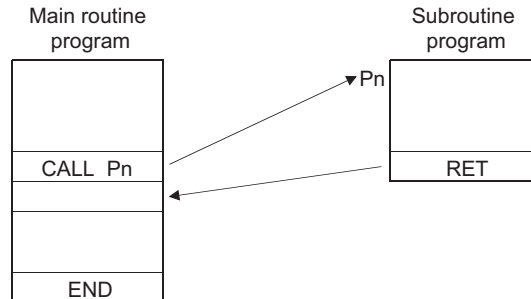 Main routine
program
Subroutine
program
Pn
CALL Pn
RET
END